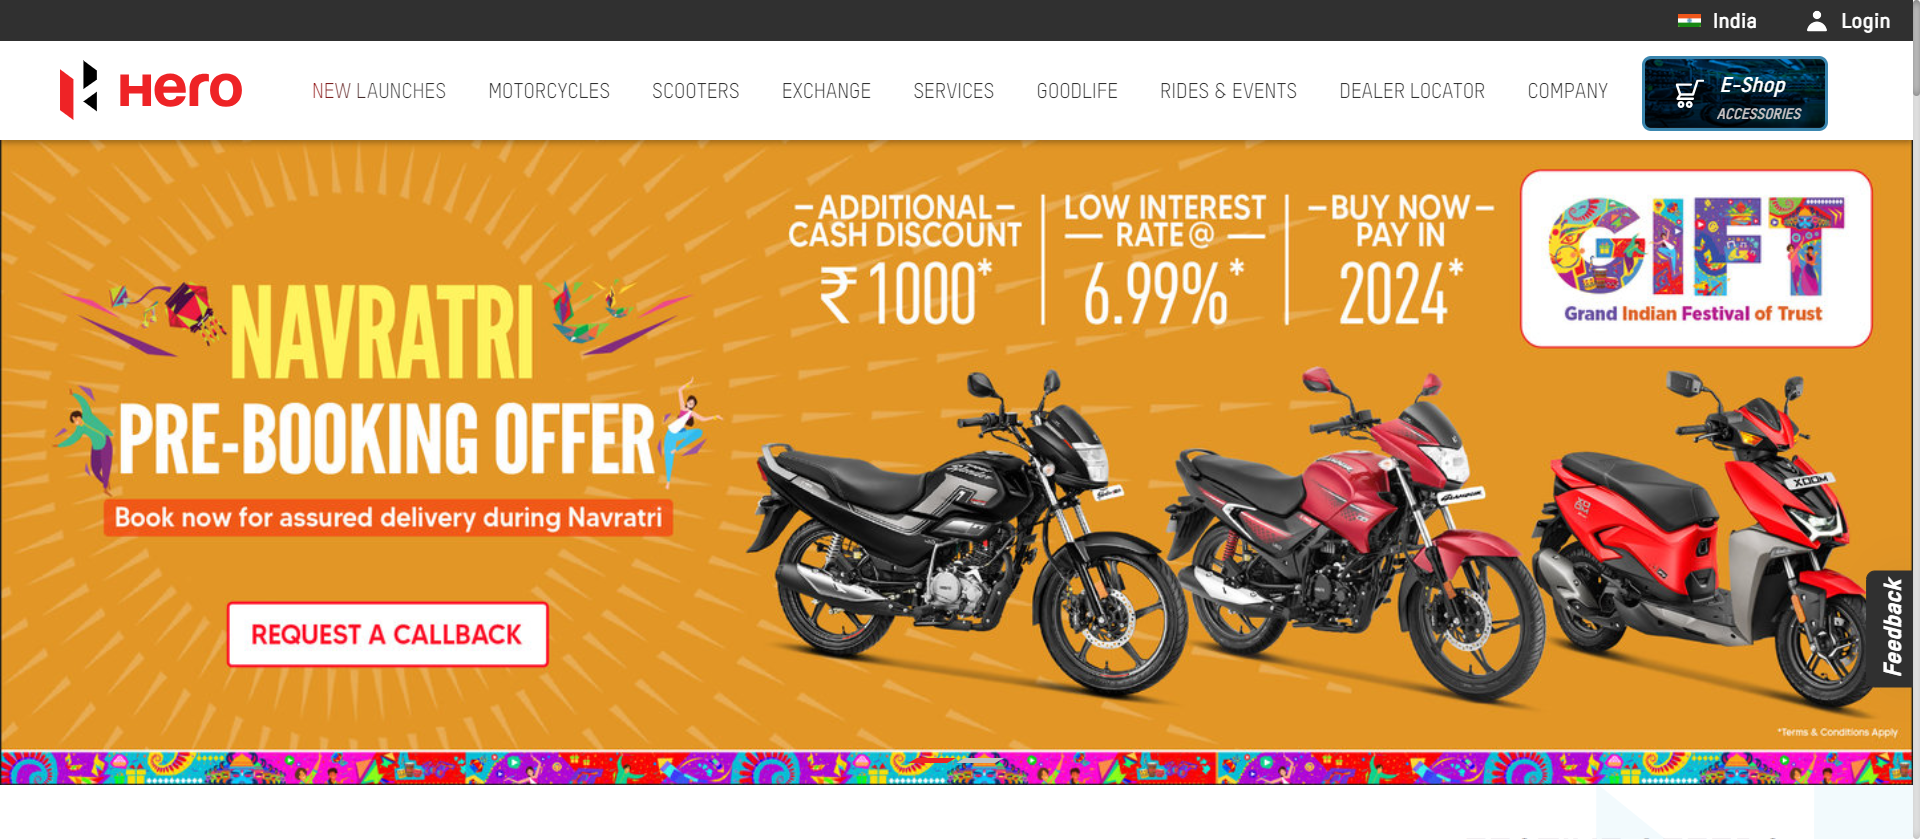 India
Login
Hero
NEW LAUNCHES
MOTORCYCLES
SCOOTERS
EXCHANGE
SERVICES
GOODLIFE
RIDES & EVENTS
DEALER LOCATOR
COMPANY
E-Shop
ACCESSORIES
NAVRATRI
PRE-BOOKING OFFER
Book now for assured delivery during Navratri
REQUEST A CALLBACK
ADDITIONAL
CASH DISCOUNT
₹1000*
LOW INTEREST
RATE@
6.99%*
BUY NOW
PAY IN
2024*
GIFT
Grand Indian Festival of Trust
XOOM
Feedback
*Terms & Conditions Apply